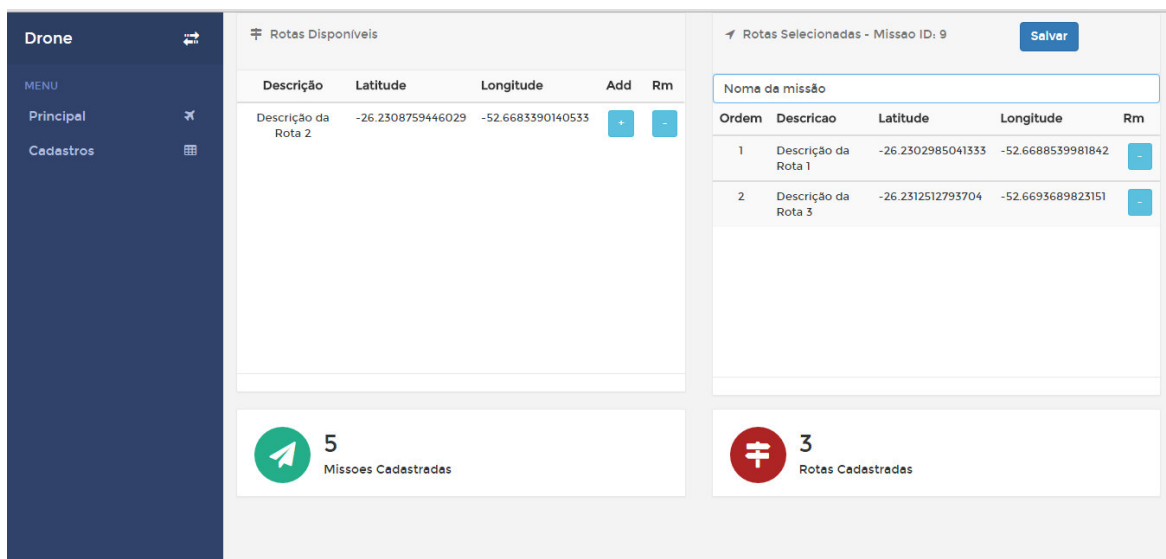 Drone
MENU
Principal
Cadastros
Rotas Disponíveis
Descrição Latitude Longitude Add Rm
Descrição da Rota 2 -26.2308759446029 -52.6683390140533 + -
Rotas Selecionadas - Missao ID: 9 Salvar
Noma da missão
Ordem Descricao Latitude Longitude Rm
1 Descrição da Rota 1 -26.2302985041333 -52.6688539981842 -
2 Descrição da Rota 3 -26.2312512793704 -52.6693689823151 -
5
Missoes Cadastradas
3
Rotas Cadastradas